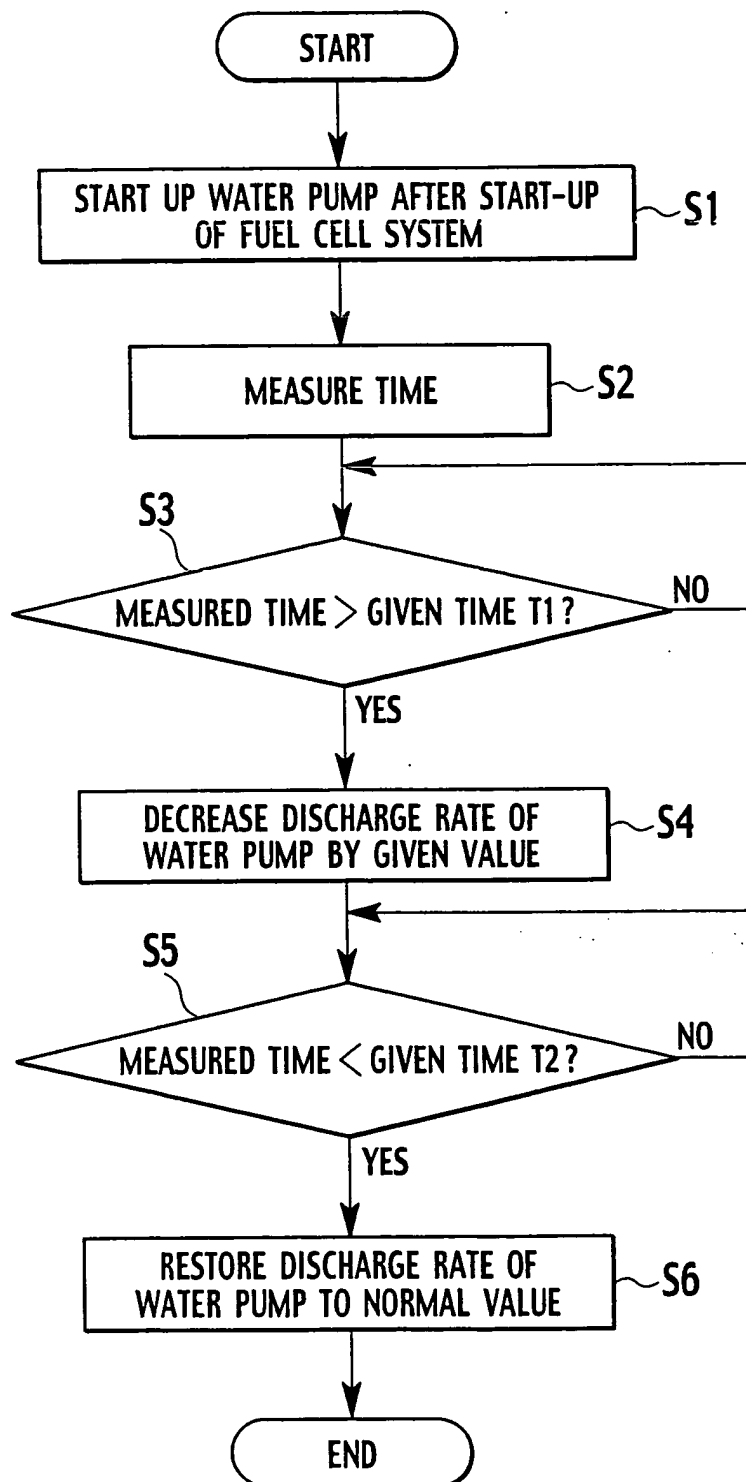 START
START UP WATER PUMP AFTER START-UP
OF FUEL CELL SYSTEM
S1
MEASURE TIME
S2
S3
MEASURED TIME > GIVEN TIME T1?
NO
YES
DECREASE DISCHARGE RATE OF
WATER PUMP BY GIVEN VALUE
S4
S5
MEASURED TIME < GIVEN TIME T2?
NO
YES
RESTORE DISCHARGE RATE OF
WATER PUMP TO NORMAL VALUE
S6
END